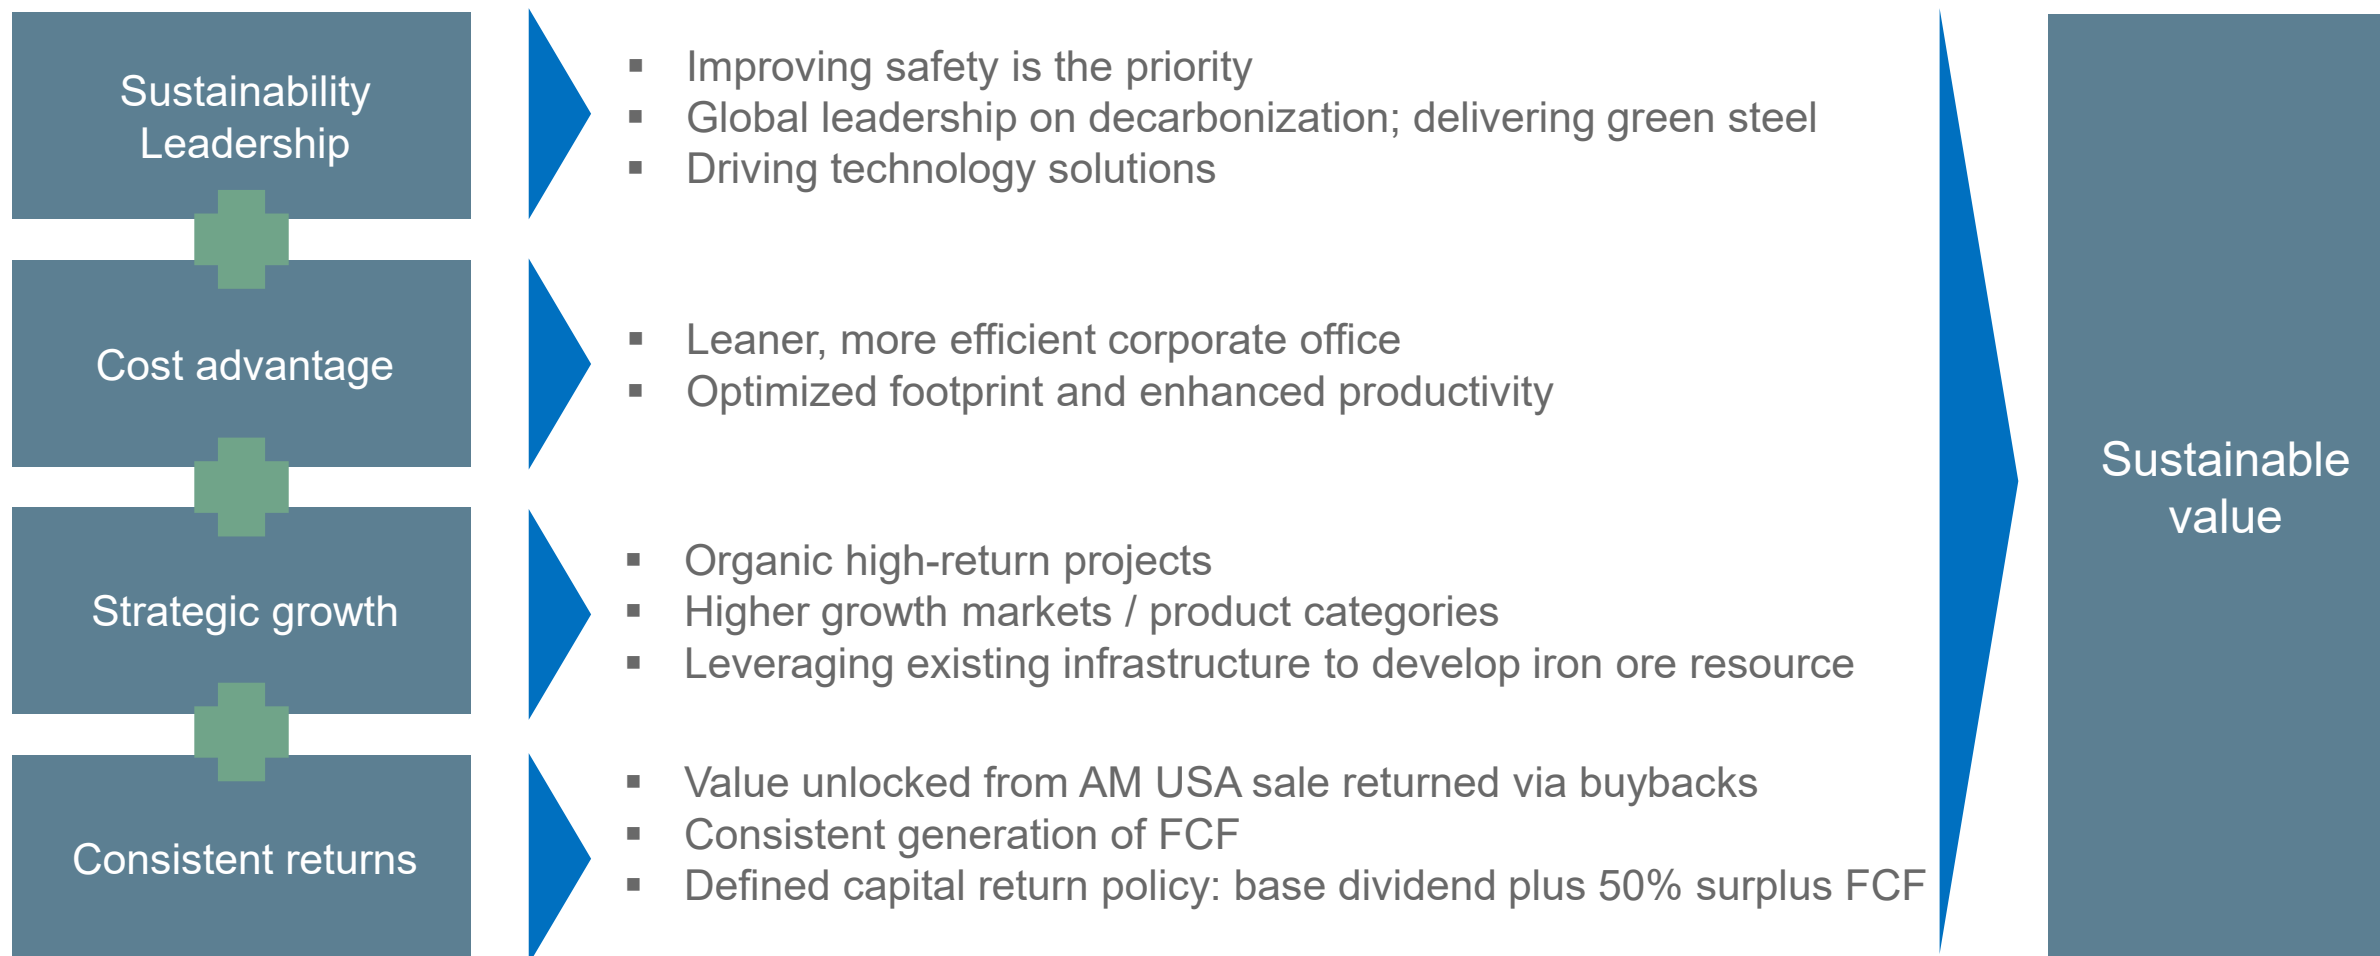 Sustainability
Leadership
▪ Improving safety is the priority
▪ Global leadership on decarbonization; delivering green steel
▪ Driving technology solutions
Cost advantage
▪ Leaner, more efficient corporate office
▪ Optimized footprint and enhanced productivity
Strategic growth
▪ Organic high-return projects
▪ Higher growth markets / product categories
▪ Leveraging existing infrastructure to develop iron ore resource
Consistent returns
▪ Value unlocked from AM USA sale returned via buybacks
▪ Consistent generation of FCF
▪ Defined capital return policy: base dividend plus 50% surplus FCF
Sustainable
value